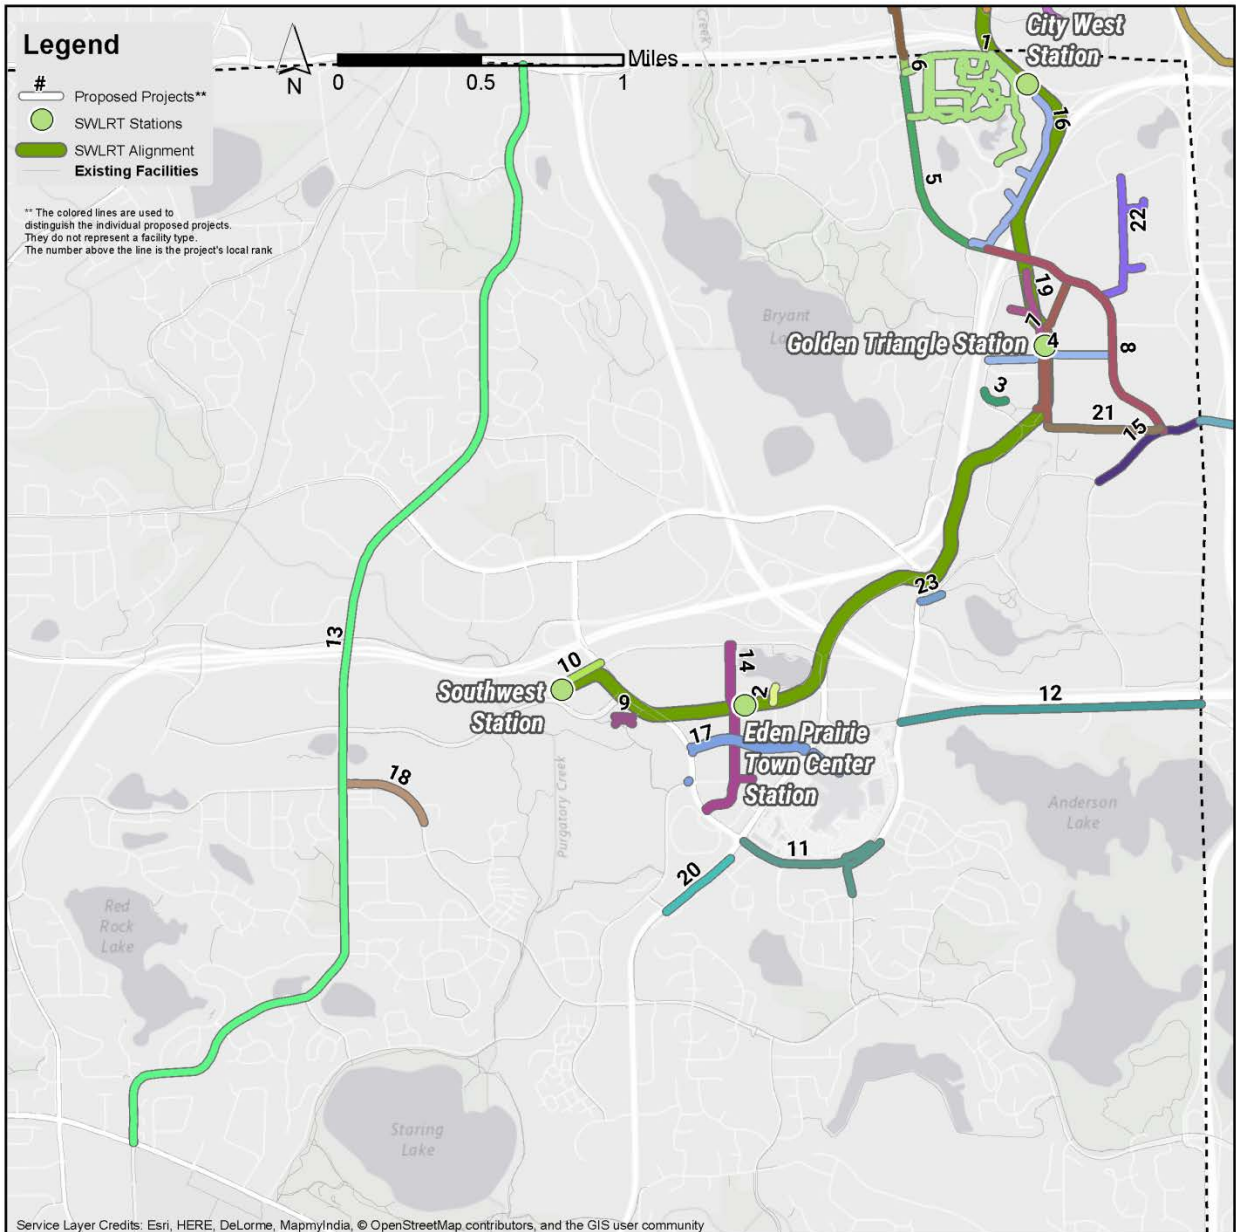 Legend
#
Proposed Projects**
SWLRT Stations
SWLRT Alignment
Existing Facilities
** The colored lines are used to
distinguish the individual proposed projects.
They do not represent a facility type.
The number above the line is the project's local rank
N
0
0.5
1
Miles
Creek
City West
Station
1
6
16
5
22
19
Bryant
7
Golden Triangle Station
4
8
3
21
15
23
13
14
10
2
12
Southwest
Station
9
Eden Prairie
Town Center
Station
17
18
Purgatory Creek
Anderson
Lake
11
20
Red
Rock
Lake
Staring
Lake
Service Layer Credits: Esri, HERE, DeLorme, MapmyIndia, © OpenStreetMap contributors, and the GIS user community